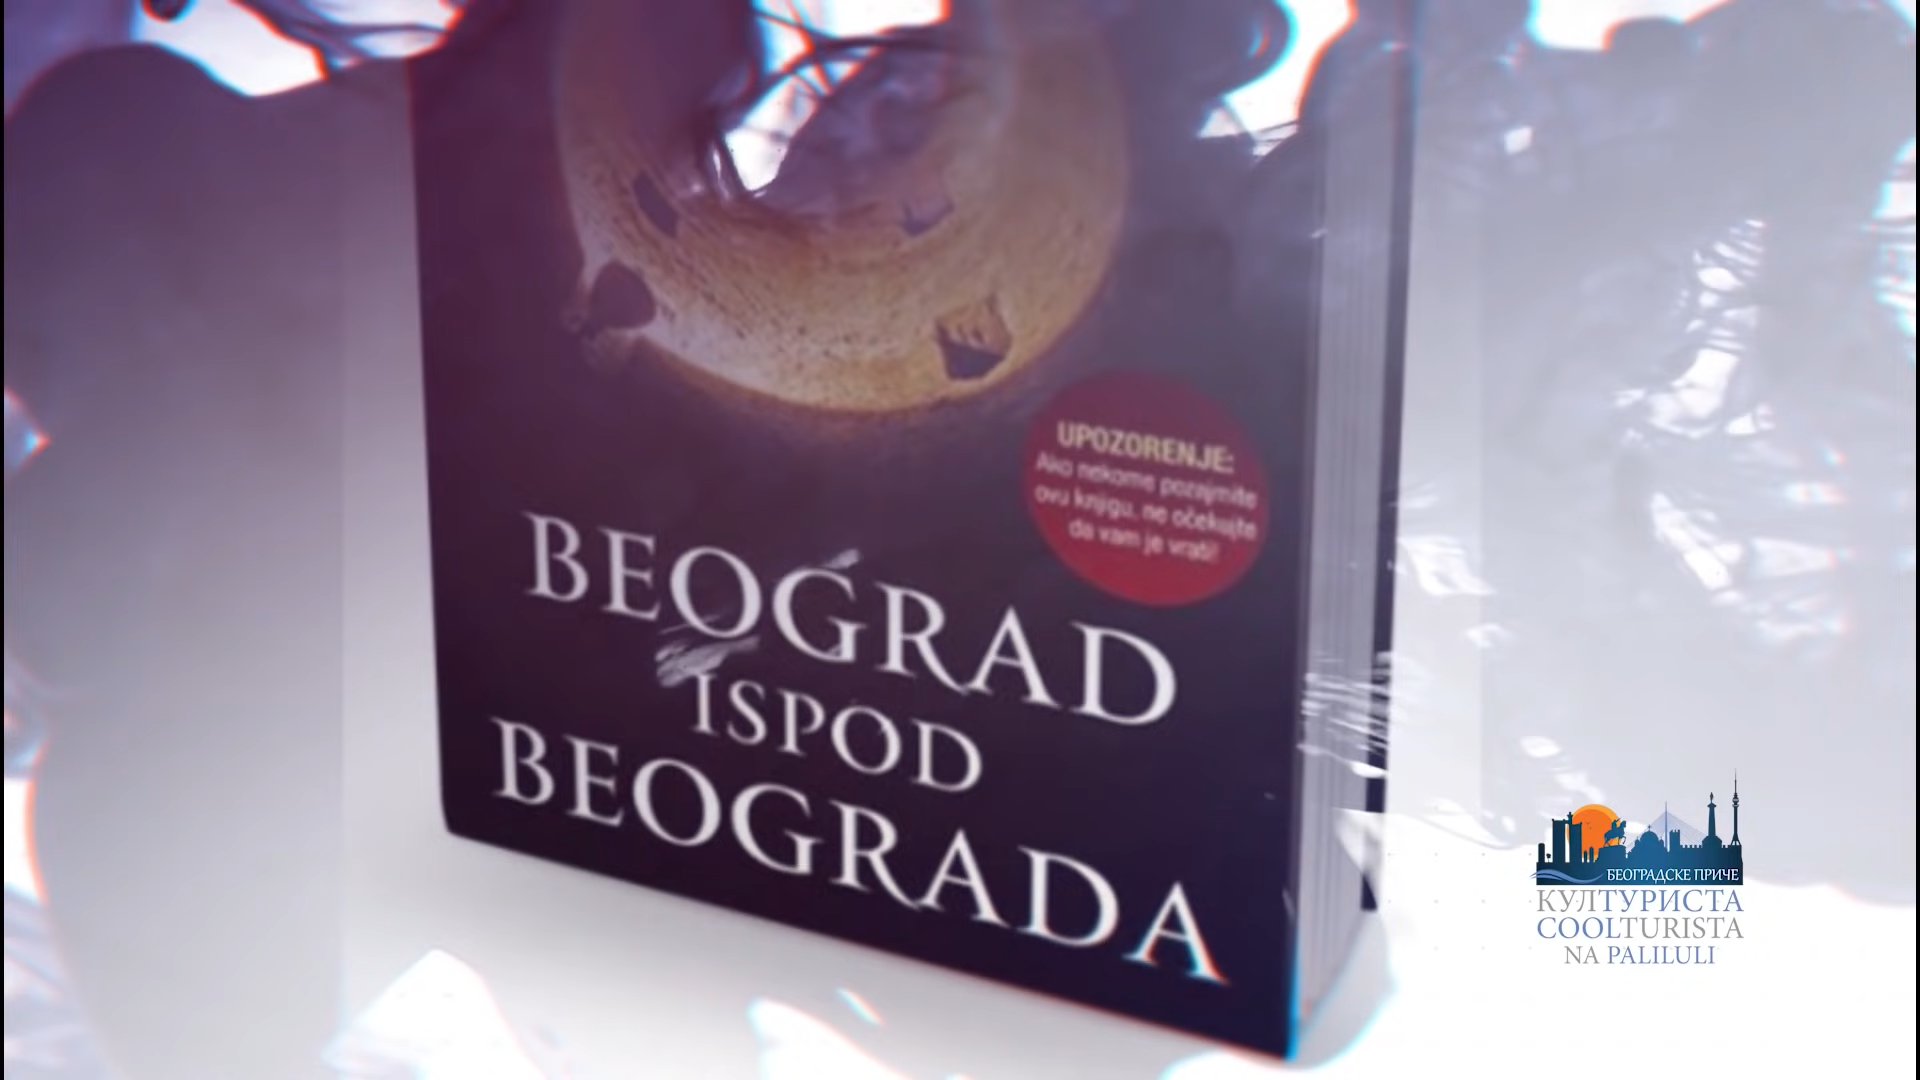 UPOZORENJE:
Ako nekome pozajmite
ovu knjigu, ne očekujte
da vam je vrati!
BEOGRAD
ISPOD
BEOGRADA
БЕОГРАДСКЕ ПРИЧЕ
КУЛТУРИСТА
COOLTURISTA
NA PALILULI